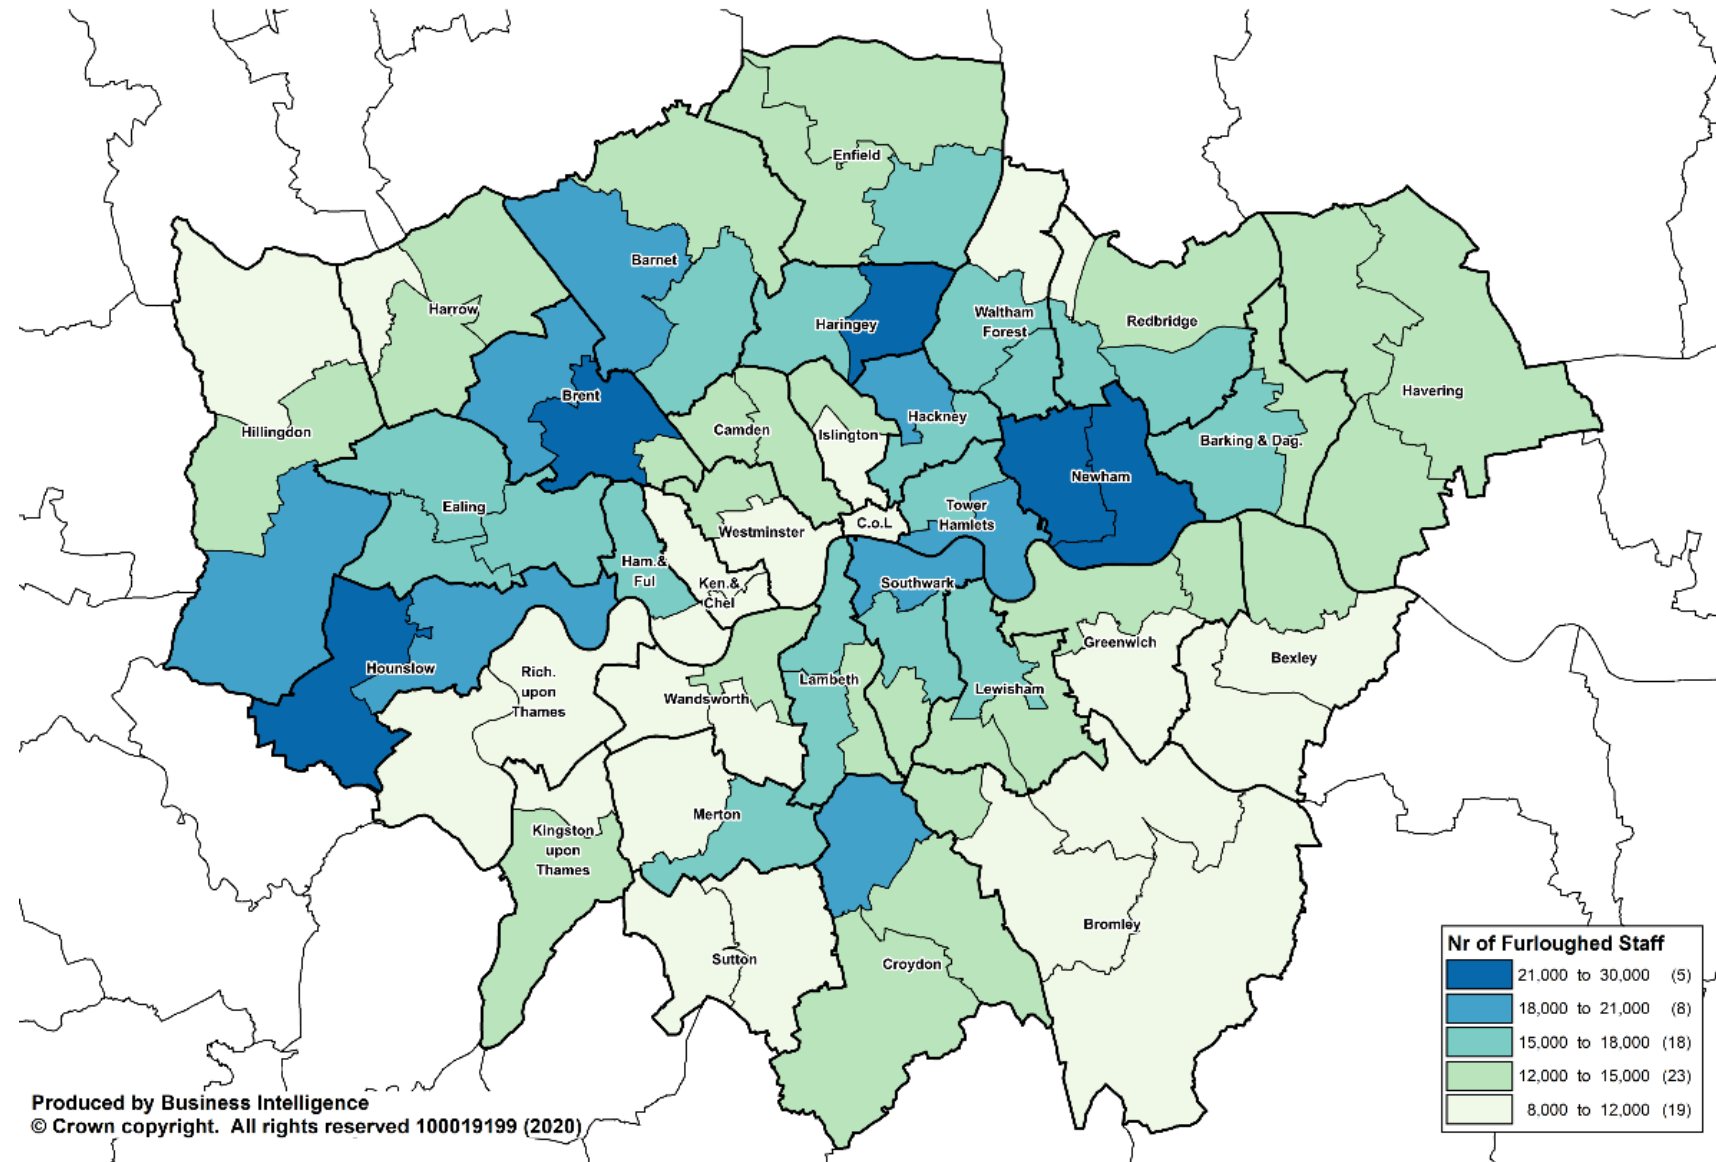 Enfield
Barnet
Harrow
Haringey
Waltham
Forest
Redbridge
Havering
Brent
Hackney
Camden
Islington
Hillingdon
Barking & Dag.
Newham
Ealing
Tower
Hamlets
C.o.L
Westminster
Ham.&
Ful
Ken.&
Chel
Southwark
Greenwich
Bexley
Hounslow
Rich.
upon
Thames
Wandsworth
Lambeth
Lewisham
Merton
Kingston
upon
Thames
Bromley
Sutton
Croydon
Nr of Furloughed Staff
21,000 to 30,000 (5)
18,000 to 21,000 (8)
15,000 to 18,000 (18)
12,000 to 15,000 (23)
8,000 to 12,000 (19)
Produced by Business Intelligence
© Crown copyright. All rights reserved 100019199 (2020)